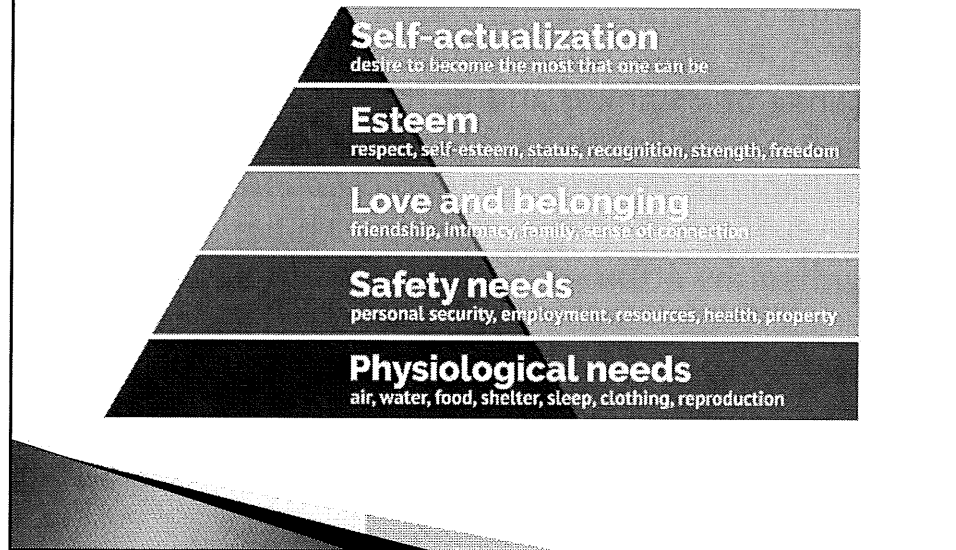 Self-actualization
desire to become the most that one can be
Esteem
respect, self-esteem, status, recognition, strength, freedom
Love and belonging
friendship, intimacy, family, sense of connection
Safety needs
personal security, employment, resources, health, property
Physiological needs
air, water, food, shelter, sleep, clothing, reproduction